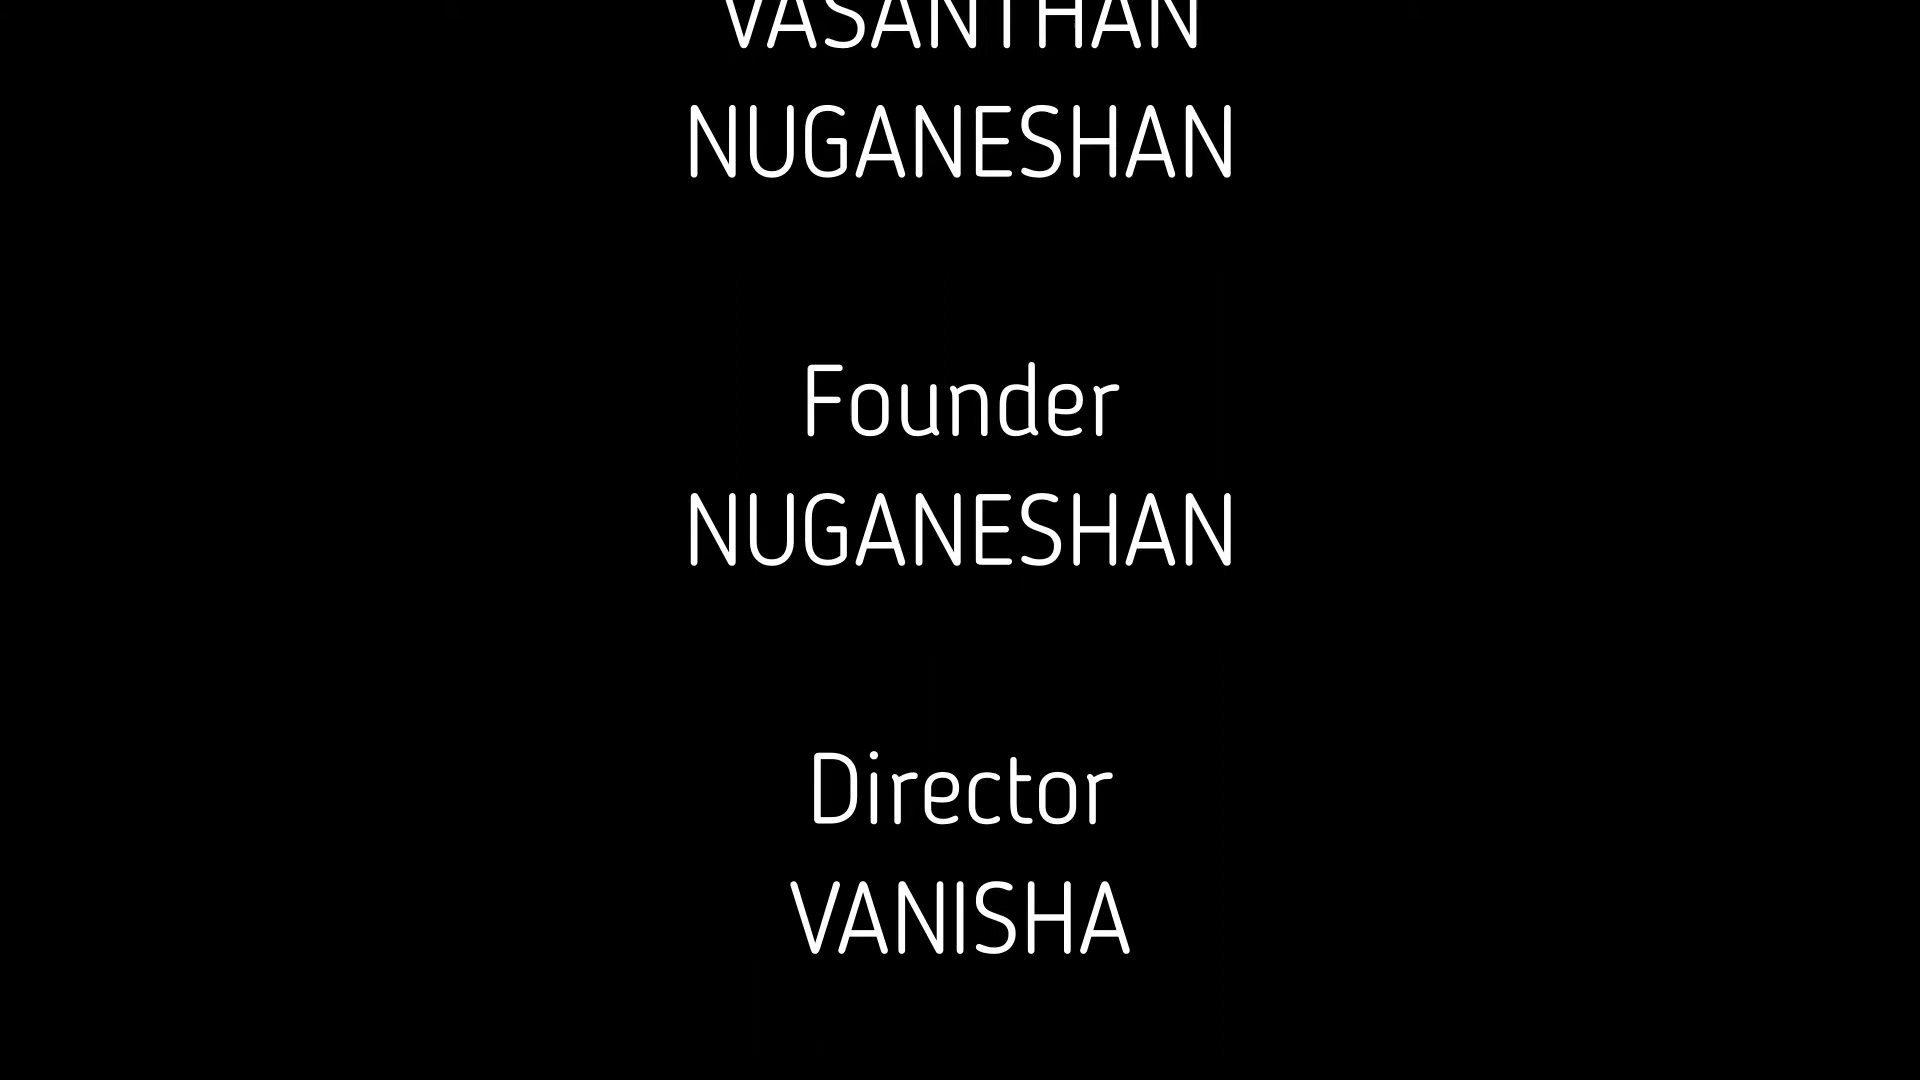 VASANTHAN
NUGANESHAN
Founder
NUGANESHAN
Director
VANISHA